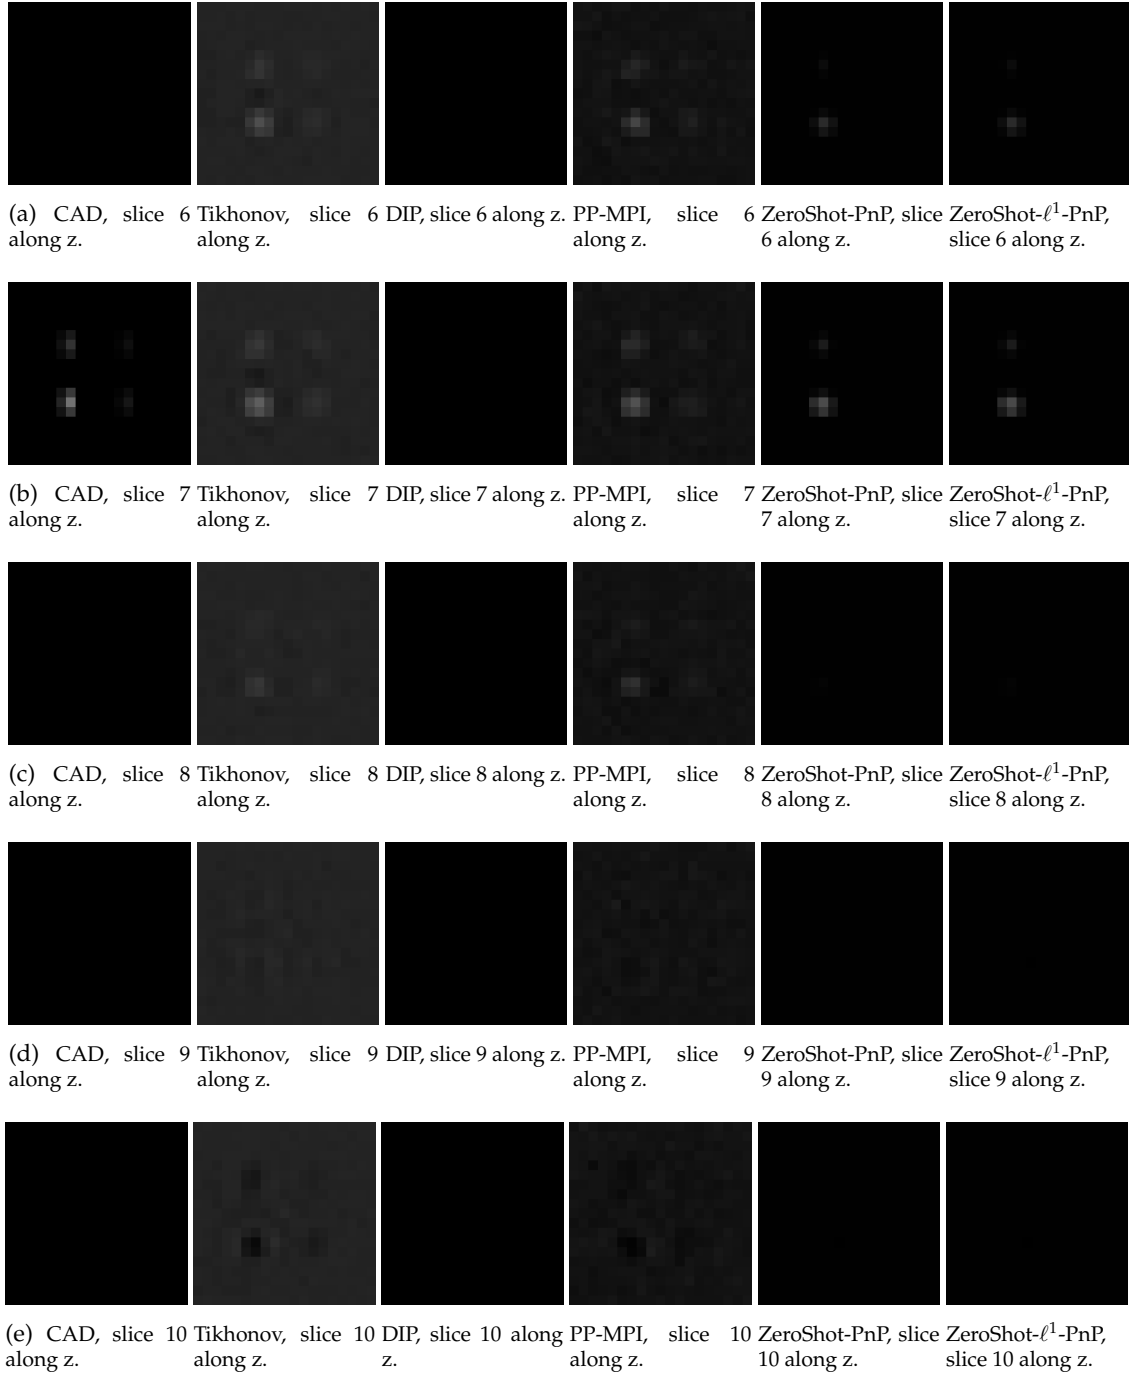 (a) CAD, slice 6 along z.
Tikhonov, slice 6 along z.
DIP, slice 6 along z.
PP-MPI, slice 6 along z.
ZeroShot-PnP, slice 6 along z.
ZeroShot-ℓ¹-PnP, slice 6 along z.
(b) CAD, slice 7 along z.
Tikhonov, slice 7 along z.
DIP, slice 7 along z.
PP-MPI, slice 7 along z.
ZeroShot-PnP, slice 7 along z.
ZeroShot-ℓ¹-PnP, slice 7 along z.
(c) CAD, slice 8 along z.
Tikhonov, slice 8 along z.
DIP, slice 8 along z.
PP-MPI, slice 8 along z.
ZeroShot-PnP, slice 8 along z.
ZeroShot-ℓ¹-PnP, slice 8 along z.
(d) CAD, slice 9 along z.
Tikhonov, slice 9 along z.
DIP, slice 9 along z.
PP-MPI, slice 9 along z.
ZeroShot-PnP, slice 9 along z.
ZeroShot-ℓ¹-PnP, slice 9 along z.
(e) CAD, slice 10 along z.
Tikhonov, slice 10 along z.
DIP, slice 10 along z.
PP-MPI, slice 10 along z.
ZeroShot-PnP, slice 10 along z.
ZeroShot-ℓ¹-PnP, slice 10 along z.